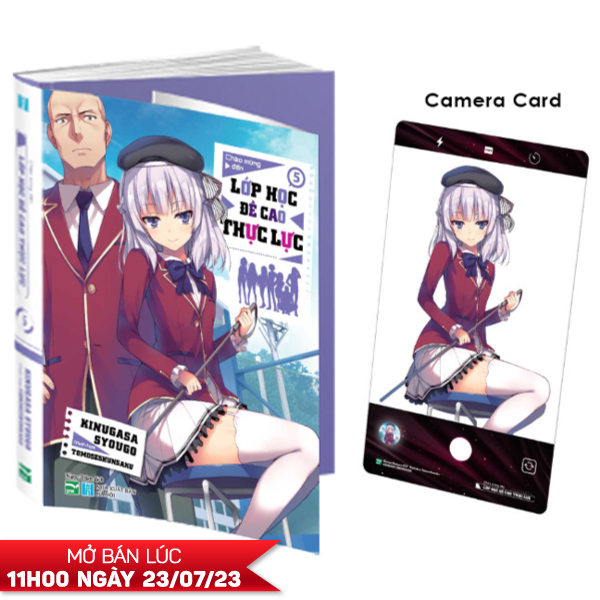 Camera Card
Chào mừng
đến
5
LỚP HỌC
ĐỀ CAO
THỰC LỰC
LỚP HỌC ĐỀ CAO THỰC LỰC
5
KINUGASA SYOUGO
KINUGASA
SYOUGO
TOMOSESHUNSAKU
MỞ BÁN LÚC
11H00 NGÀY 23/07/23